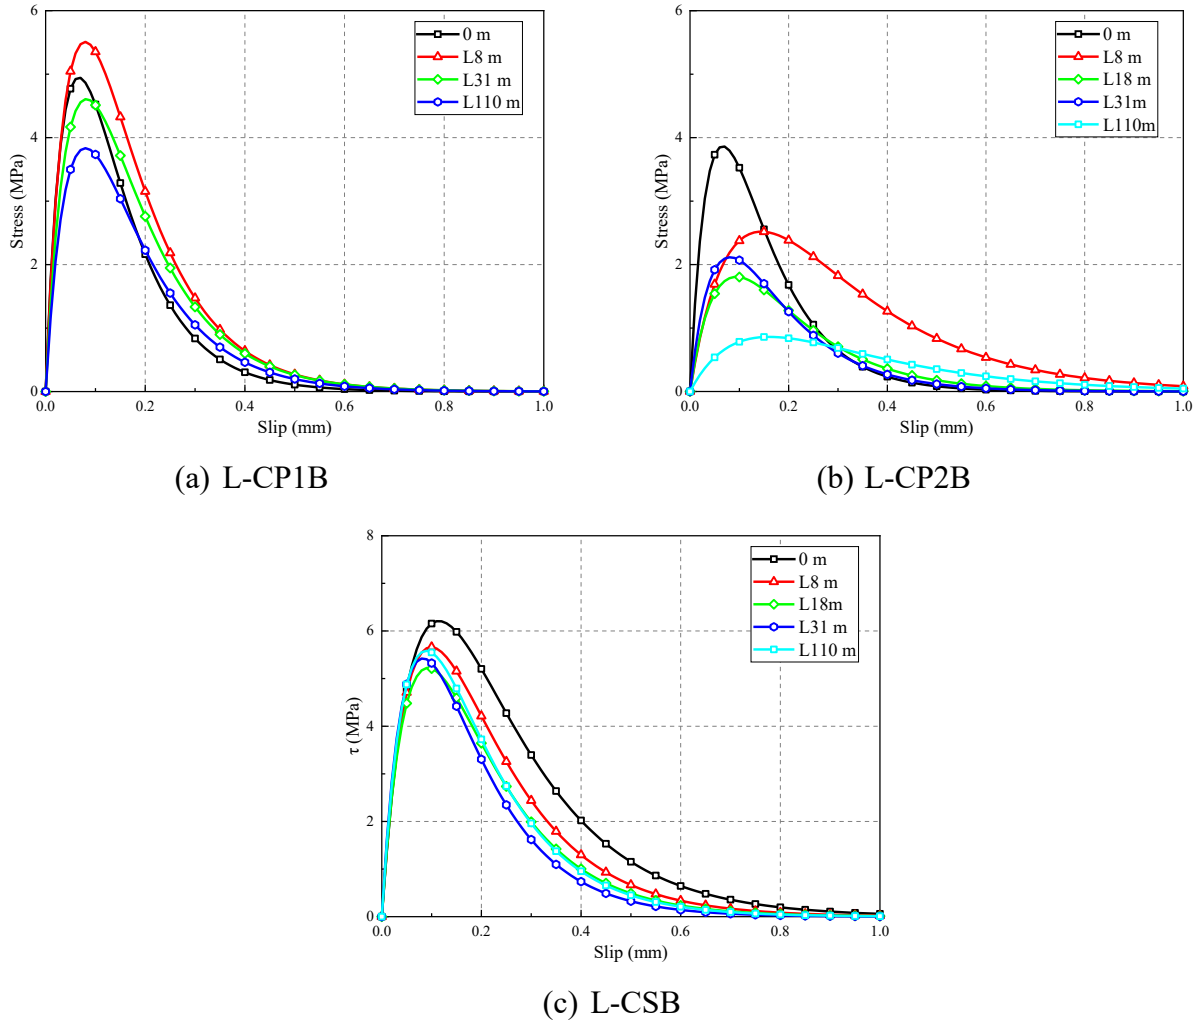 6
4
2
0
Stress (MPa)
0.0 0.2 0.4 0.6 0.8 1.0
Slip (mm)
0 m
L8 m
L31 m
L110 m
(a) L-CP1B
6
4
2
0
Stress (MPa)
0.0 0.2 0.4 0.6 0.8 1.0
Slip (mm)
0 m
L8 m
L18 m
L31m
L110m
(b) L-CP2B
8
6
4
2
0
τ (MPa)
0.0 0.2 0.4 0.6 0.8 1.0
Slip (mm)
0 m
L8 m
L18m
L31 m
L110 m
(c) L-CSB